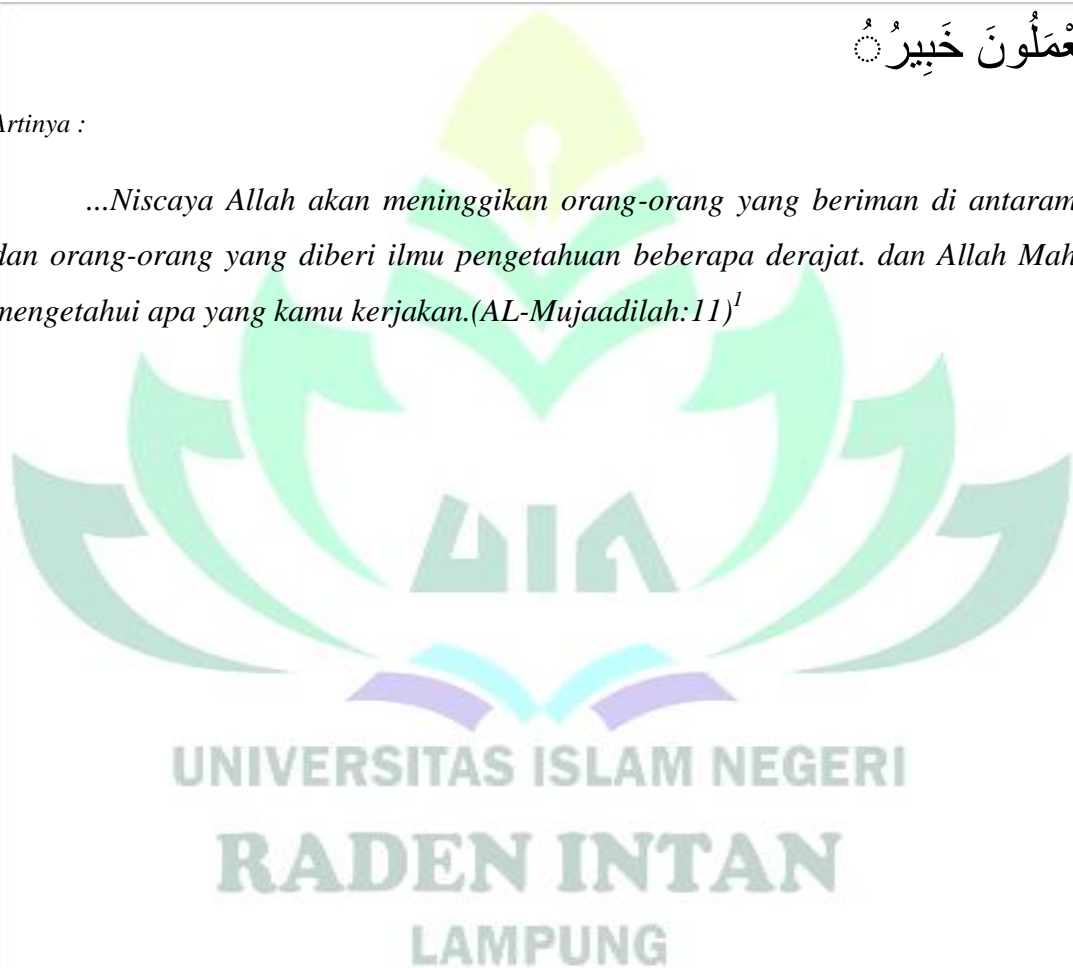 عْمَلُونَ خَبِيرُ ُ
Artinya :
...Niscaya Allah akan meninggikan orang-orang yang beriman di antaram
dan orang-orang yang diberi ilmu pengetahuan beberapa derajat. dan Allah Mah
mengetahui apa yang kamu kerjakan.(AL-Mujaadilah:11)1
UIN
UNIVERSITAS ISLAM NEGERI
RADEN INTAN
LAMPUNG